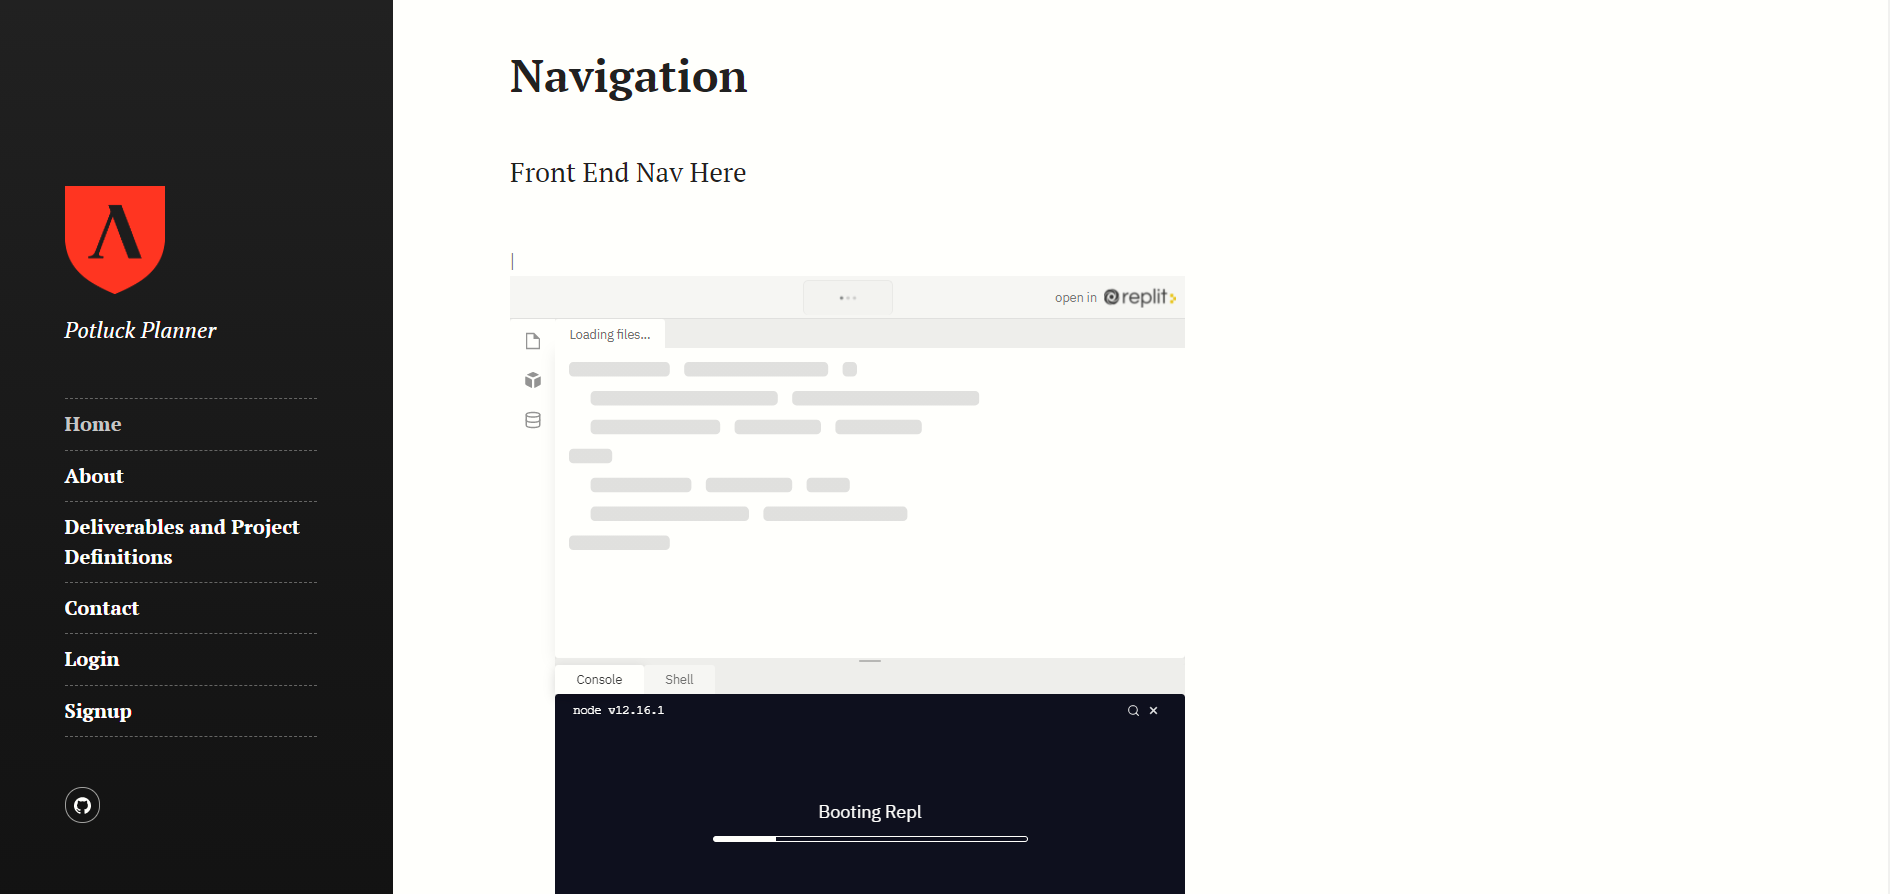 Potluck Planner
Home
About
Deliverables and Project
Definitions
Contact
Login
Signup
Navigation
Front End Nav Here
|
open in replit
Loading files...
Console
Shell
node v12.16.1
Booting Repl